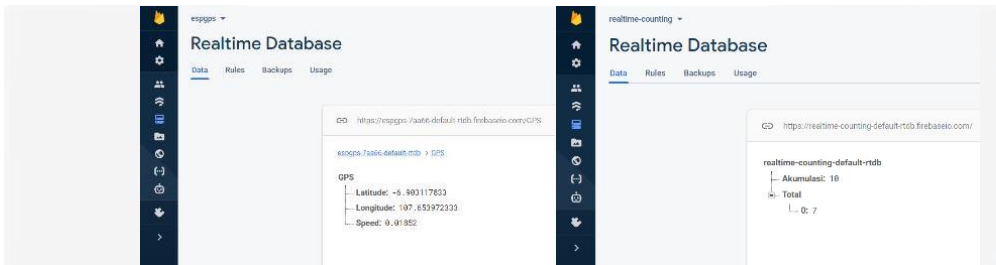 espgps
Realtime Database
Data Rules Backups Usage
https://espgps-7aa66-default-rtdb.firebaseio.com/GPS
espgps-7aa66-default-rtdb > GPS
GPS
Latitude: -6.903117833
Longitude: 107.653972333
Speed: 0.01852
realtime-counting
Realtime Database
Data Rules Backups Usage
https://realtime-counting-default-rtdb.firebaseio.com/
realtime-counting-default-rtdb
Akumulasi: 10
Total
0: 7